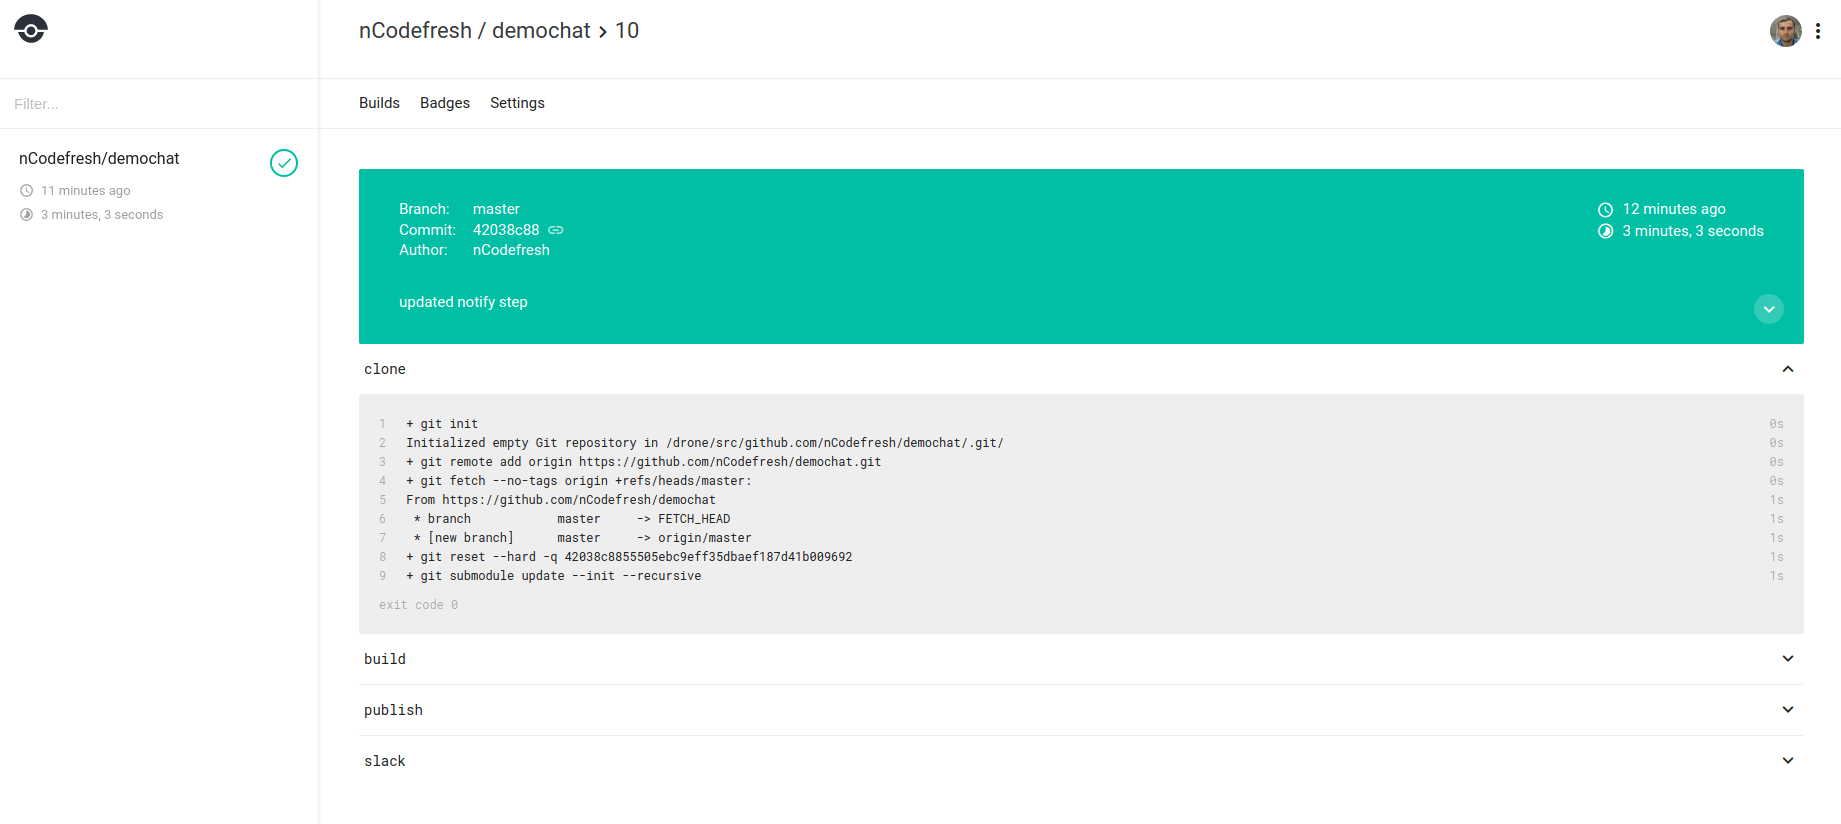 nCodefresh / demochat › 10
Filter...
Builds Badges Settings
nCodefresh/demochat
11 minutes ago
3 minutes, 3 seconds
Branch: master
Commit: 42038c88
Author: nCodefresh
12 minutes ago
3 minutes, 3 seconds
updated notify step
clone
1 + git init 0s
2 Initialized empty Git repository in /drone/src/github.com/nCodefresh/demochat/.git/ 0s
3 + git remote add origin https://github.com/nCodefresh/demochat.git 0s
4 + git fetch --no-tags origin +refs/heads/master: 0s
5 From https://github.com/nCodefresh/demochat 1s
6 * branch master -> FETCH_HEAD 1s
7 * [new branch] master -> origin/master 1s
8 + git reset --hard -q 42038c8855505ebc9eff35dbaef187d41b009692 1s
9 + git submodule update --init --recursive 1s
exit code 0
build
publish
slack